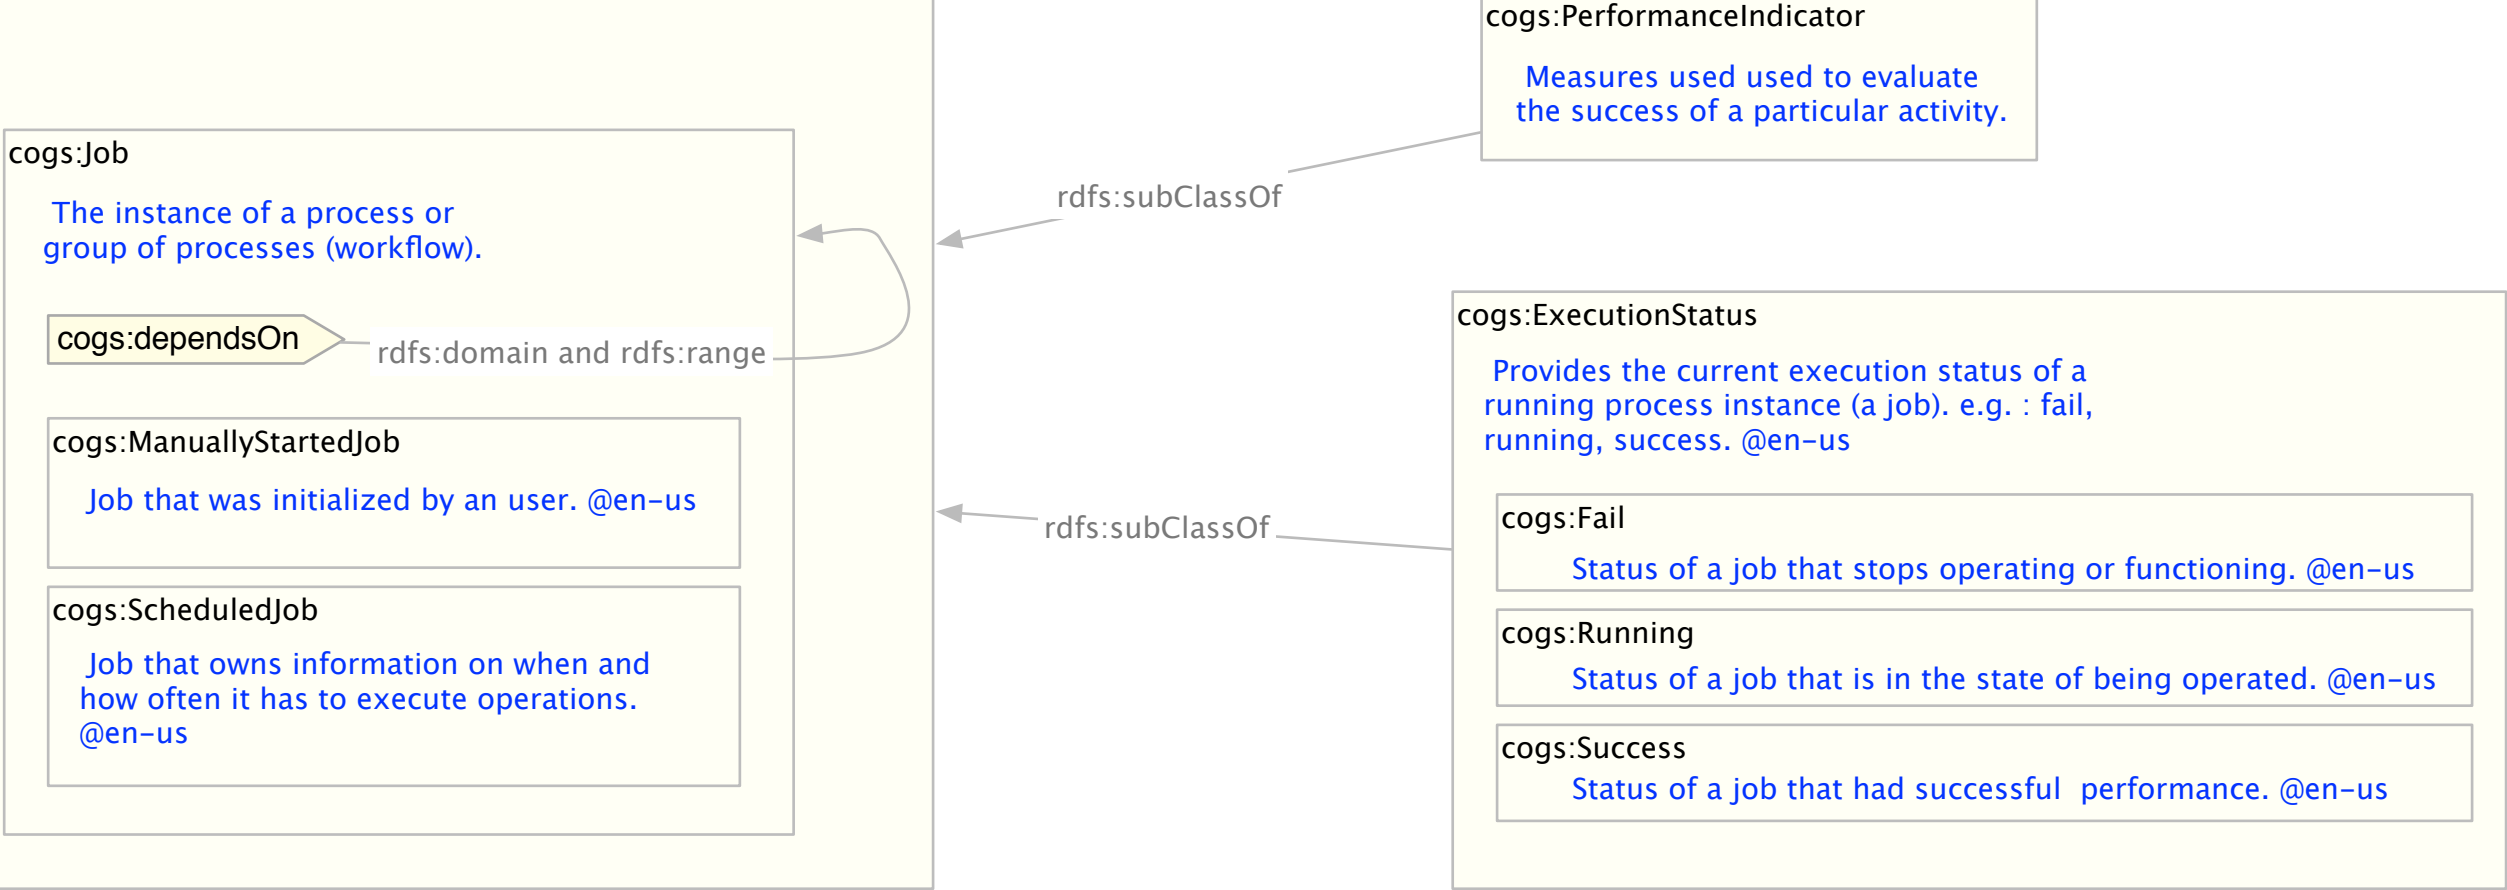 cogs:PerformanceIndicator
Measures used used to evaluate
the success of a particular activity.
cogs:Job
The instance of a process or
group of processes (workflow).
rdfs:subClassOf
cogs:dependsOn
rdfs:domain and rdfs:range
cogs:ManuallyStartedJob
Job that was initialized by an user. @en-us
cogs:ScheduledJob
Job that owns information on when and
how often it has to execute operations.
@en-us
rdfs:subClassOf
cogs:ExecutionStatus
Provides the current execution status of a
running process instance (a job). e.g. : fail,
running, success. @en-us
cogs:Fail
Status of a job that stops operating or functioning. @en-us
cogs:Running
Status of a job that is in the state of being operated. @en-us
cogs:Success
Status of a job that had successful  performance. @en-us